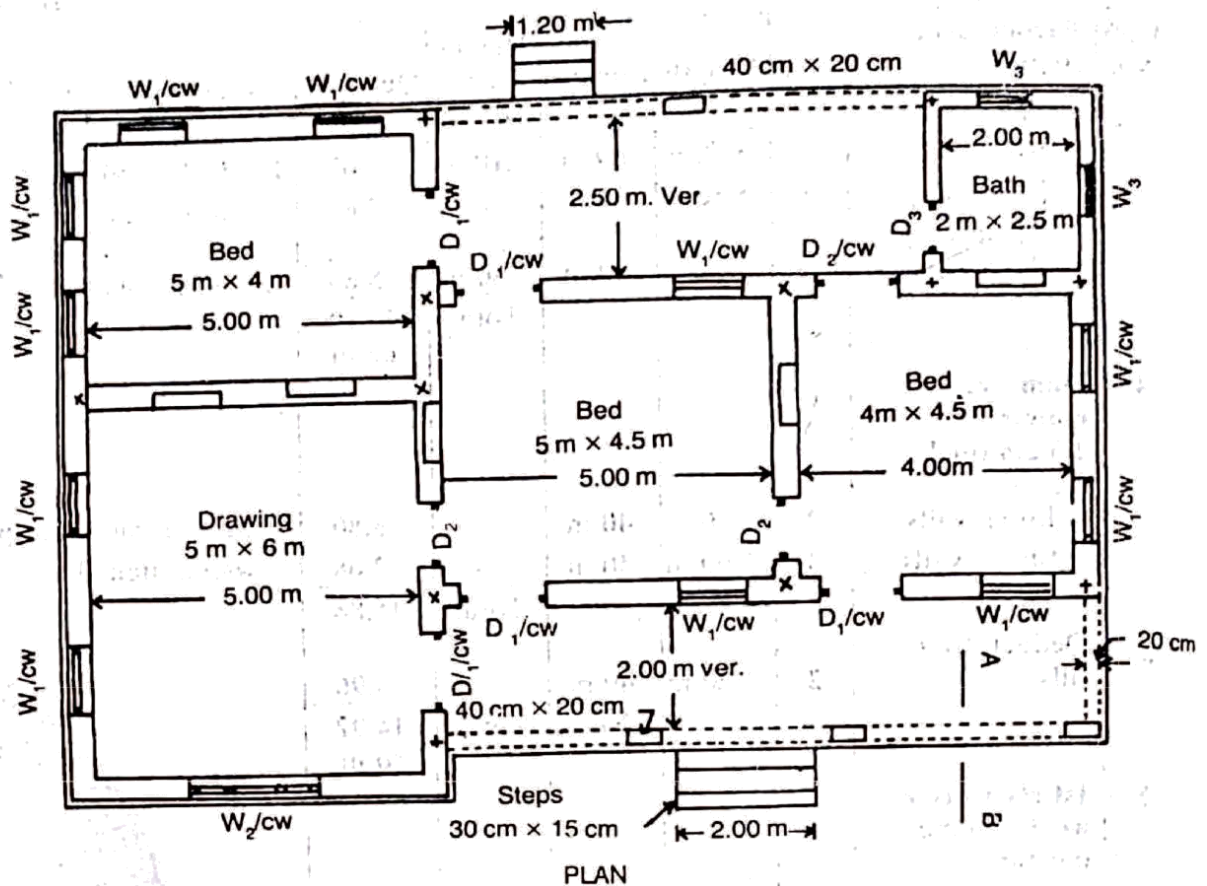 1.20 m
40 cm × 20 cm
W3
W1/cw
W1/cw
2.00 m
Bath
2 m × 2.5 m
W3
W1/cw
2.50 m. Ver
D1/cw
D3
Bed
5 m × 4 m
D1/cw
W1/cw
D2/cw
W1/cw
5.00 m
W1/cw
Bed
5 m × 4.5 m
5.00 m
Bed
4m × 4.5 m
4.00m
W1/cw
W1/cw
Drawing
5 m × 6 m
5.00 m
D2
D2
D1/cw
W1/cw
D1/cw
W1/cw
20 cm
W1/cw
D/1/cw
2.00 m ver.
A
40 cm × 20 cm
W2/cw
Steps
30 cm × 15 cm
2.00 m
B
PLAN